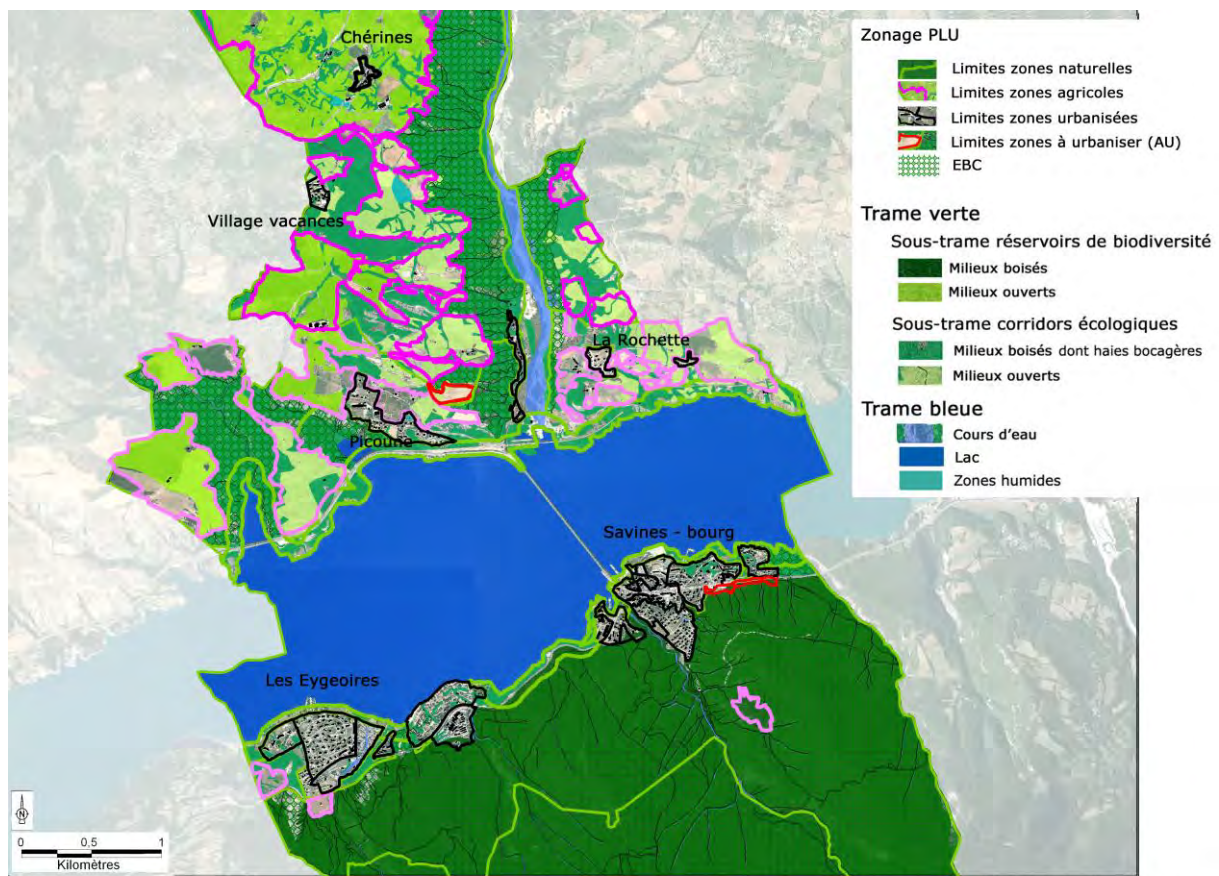 Chérines
Village vacances
La Rochette
Picoune
Savines - bourg
Les Eygeoires
N
0 0,5 1
Kilomètres
Zonage PLU
Limites zones naturelles
Limites zones agricoles
Limites zones urbanisées
Limites zones à urbaniser (AU)
EBC
Trame verte
Sous-trame réservoirs de biodiversité
Milieux boisés
Milieux ouverts
Sous-trame corridors écologiques
Milieux boisés dont haies bocagères
Milieux ouverts
Trame bleue
Cours d'eau
Lac
Zones humides